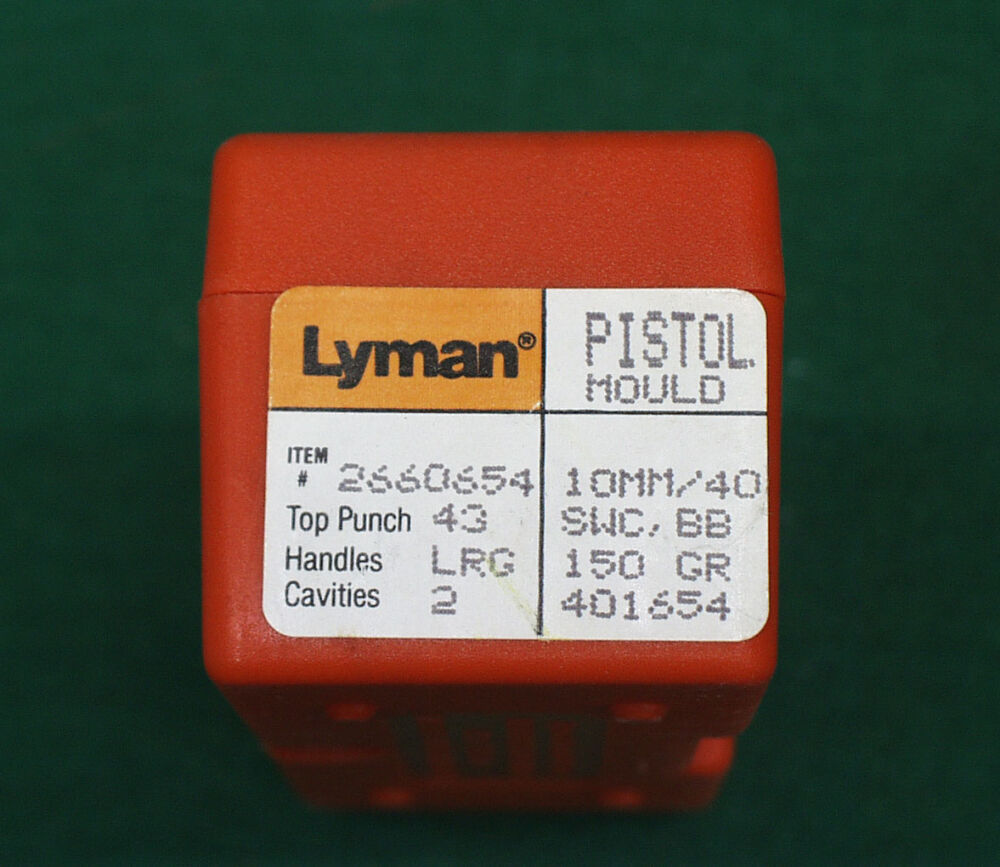 Lyman®
PISTOL
MOULD
ITEM
# 2660654
Top Punch 43
Handles LRG
Cavities 2
10MM/40
SWC, BB
150 GR
401654